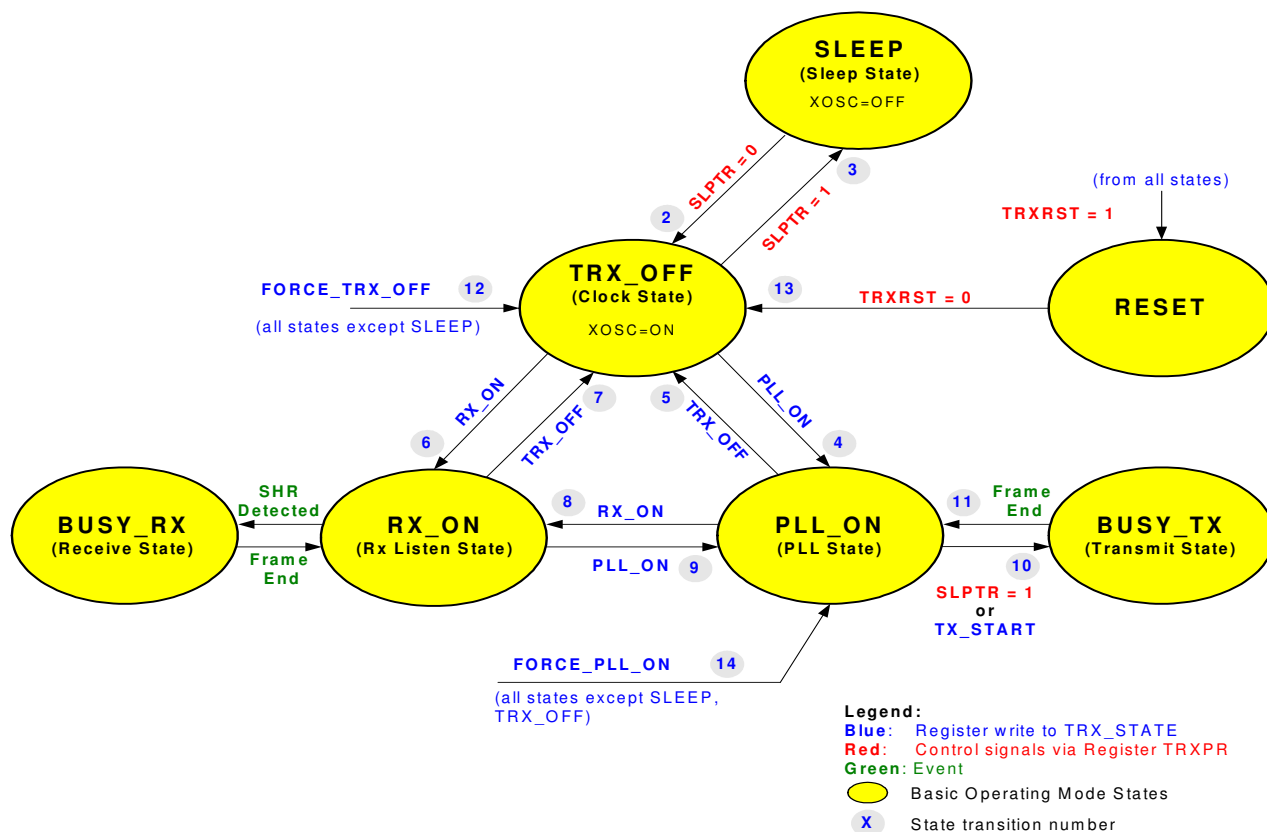 SLEEP
(Sleep State)
XOSC=OFF
SLPTR = 0
3
SLPTR = 1
2
(from all states)
TRXRST = 1
FORCE_TRX_OFF
12
(all states except SLEEP)
TRX_OFF
(Clock State)
XOSC=ON
13
TRXRST = 0
RESET
RX_ON
7
TRX_OFF
6
5
TRX_OFF
PLL_ON
4
BUSY_RX
(Receive State)
SHR
Detected
Frame
End
RX_ON
(Rx Listen State)
8
RX_ON
PLL_ON
9
PLL_ON
(PLL State)
11
Frame
End
10
SLPTR = 1
or
TX_START
BUSY_TX
(Transmit State)
FORCE_PLL_ON
14
(all states except SLEEP,
TRX_OFF)
Legend:
Blue: Register write to TRX_STATE
Red: Control signals via Register TRXPR
Green: Event
Basic Operating Mode States
X State transition number